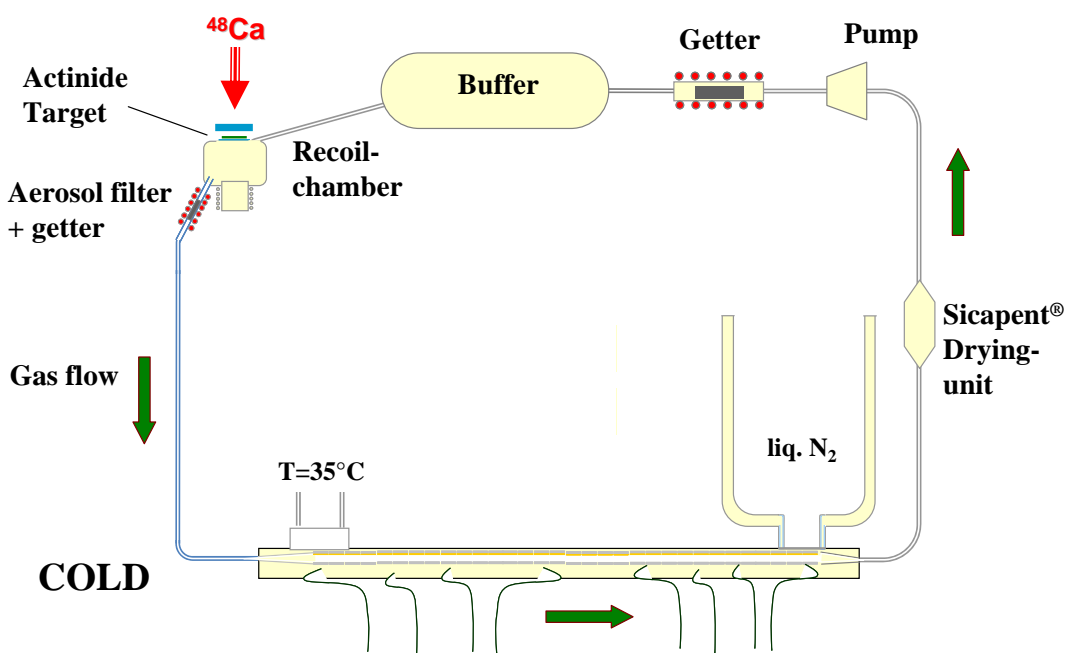 ⁴⁸Ca
Actinide
Target
Buffer
Getter
Pump
Recoil-
chamber
Aerosol filter
+ getter
Gas flow
Sicapent®
Drying-
unit
liq. N₂
T=35°C
COLD